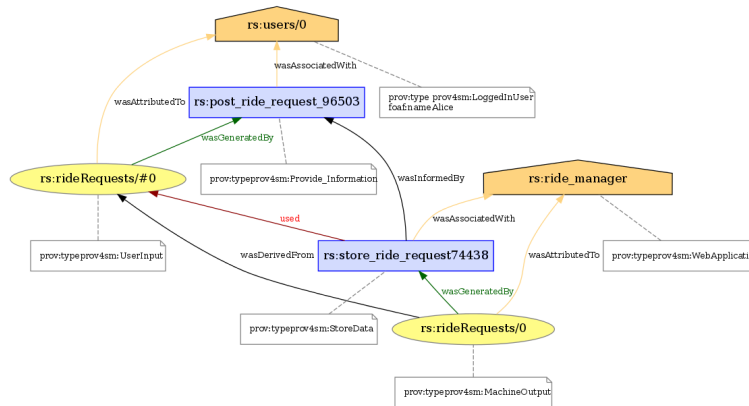 rs:users/0
wasAssociatedWith
prov:type prov4sm:LoggedInUser
foaf:nameAlice
wasAttributedTo
rs:post_ride_request_96503
wasGeneratedBy
prov:typeprov4sm:Provide_Information
wasInformedBy
rs:rideRequests/#0
rs:ride_manager
used
wasAssociatedWith
prov:typeprov4sm:UserInput
wasDerivedFrom
rs:store_ride_request74438
wasAttributedTo
prov:typeprov4sm:WebApplicati
wasGeneratedBy
prov:typeprov4sm:StoreData
rs:rideRequests/0
prov:typeprov4sm:MachineOutput